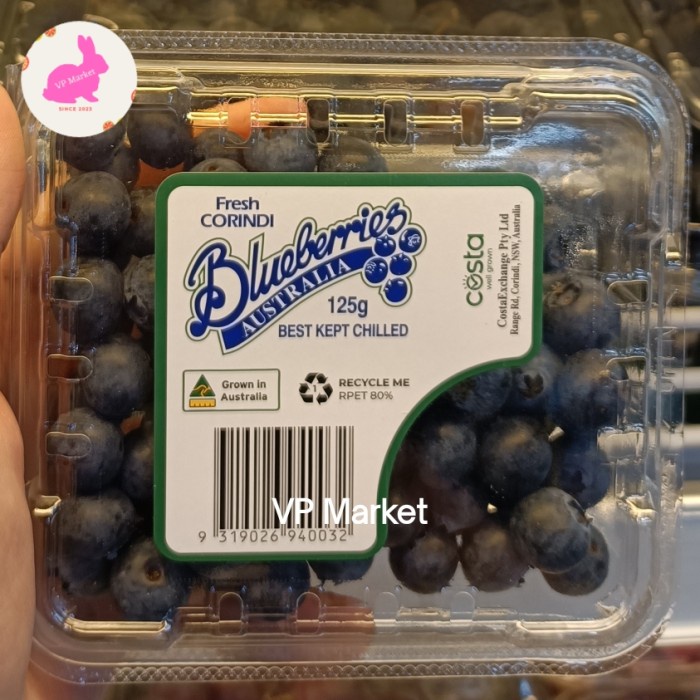 VP Market
SINCE 2023
Fresh
CORINDI
Blueberries
AUSTRALIA
125g
BEST KEPT CHILLED
costa
well grown
CostaExchange Pty Ltd
Range Rd, Corindi, NSW, Australia
Grown in
Australia
1
RECYCLE ME
RPET 80%
VP Market
9 319026 940032